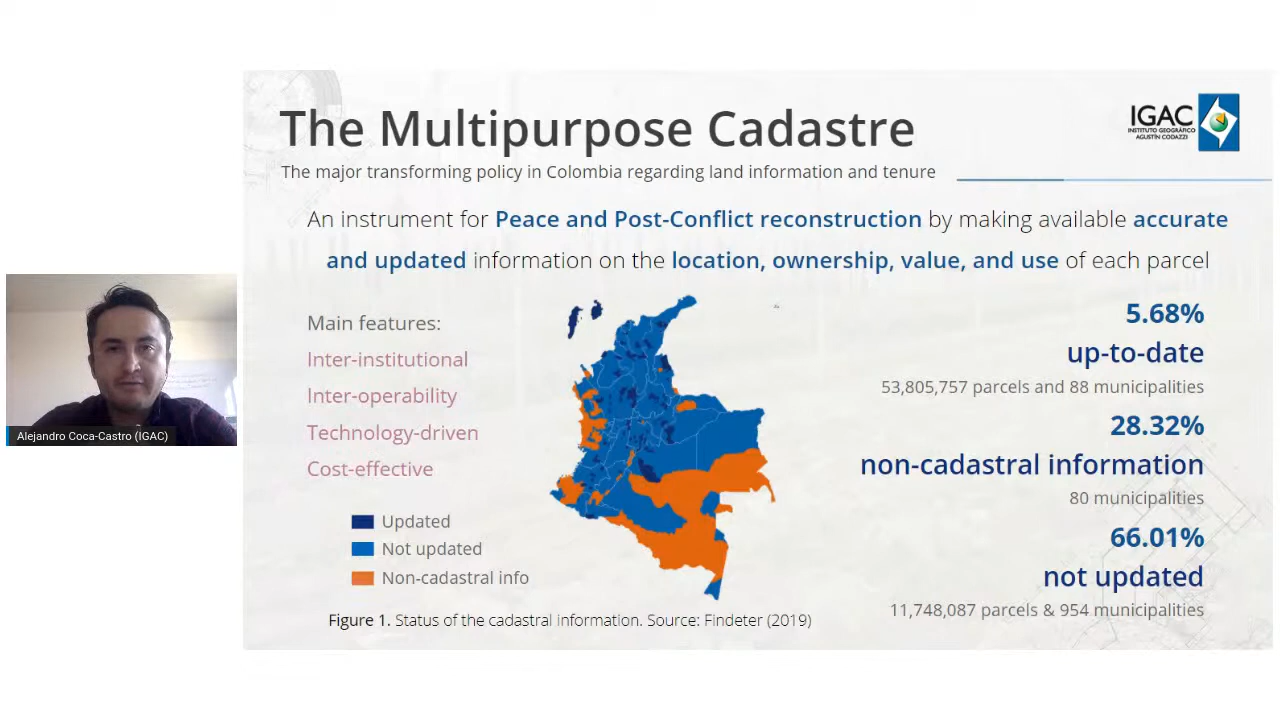 The Multipurpose Cadastre
The major transforming policy in Colombia regarding land information and tenure
IGAC
INSTITUTO GEOGRÁFICO
AGUSTÍN CODAZZI
An instrument for Peace and Post-Conflict reconstruction by making available accurate
and updated information on the location, ownership, value, and use of each parcel
Main features:
Inter-institutional
Inter-operability
Technology-driven
Cost-effective
Updated
Not updated
Non-cadastral info
Figure 1. Status of the cadastral information. Source: Findeter (2019)
5.68%
up-to-date
53,805,757 parcels and 88 municipalities
28.32%
non-cadastral information
80 municipalities
66.01%
not updated
11,748,087 parcels & 954 municipalities
Alejandro Coca-Castro (IGAC)